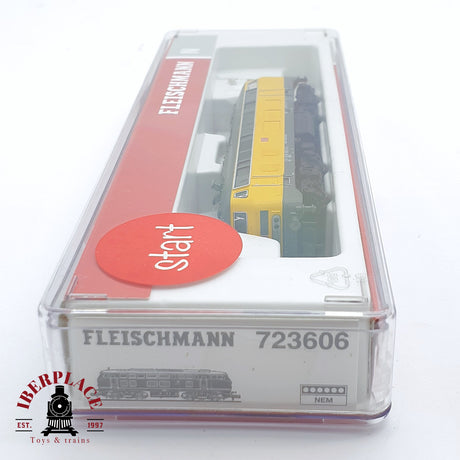 FLEISCHMANN
start
FLEISCHMANN 723606
NEM
IBERPLACE
EST. 1997
Toys & trains